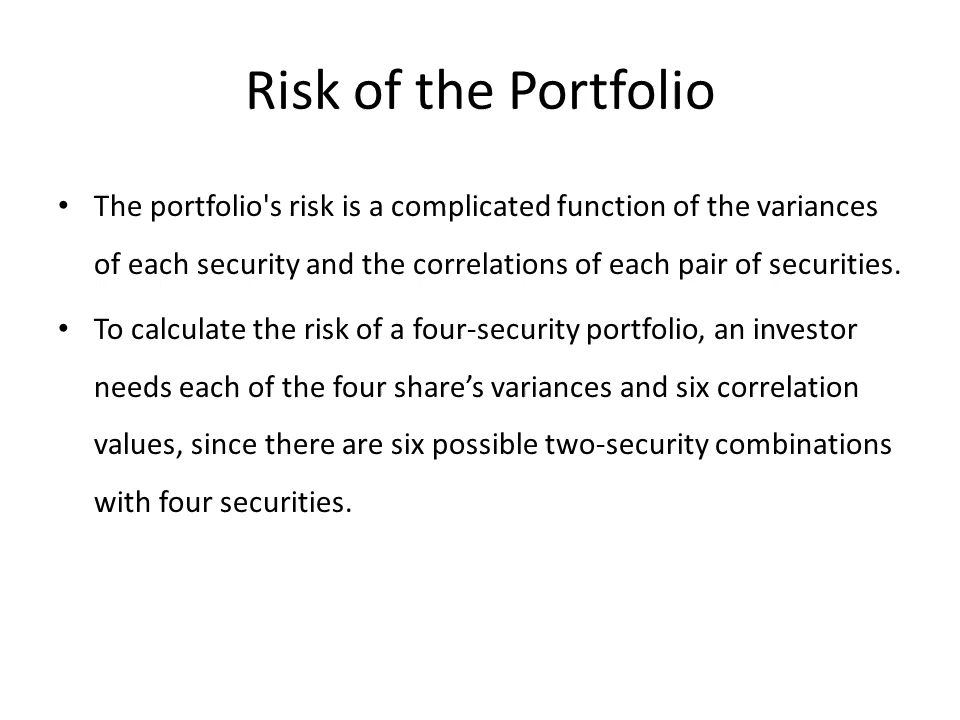 Risk of the Portfolio
• The portfolio's risk is a complicated function of the variances
of each security and the correlations of each pair of securities.
• To calculate the risk of a four-security portfolio, an investor
needs each of the four share’s variances and six correlation
values, since there are six possible two-security combinations
with four securities.